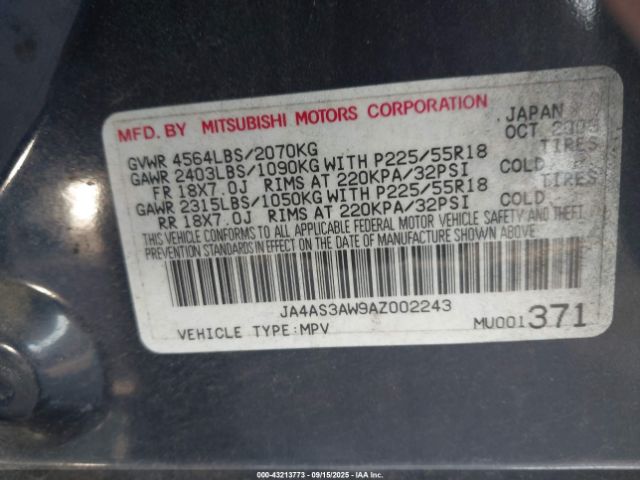 MFD. BY MITSUBISHI MOTORS CORPORATION JAPAN
GVWR 4564LBS/2070KG OCT
GAWR 2403LBS/1090KG WITH P225/55R18 TIRES
FR 18X7.0J RIMS AT 220KPA/32PSI COLD
GAWR 2315LBS/1050KG WITH P225/55R18 TIRES
RR 18X7.0J RIMS AT 220KPA/32PSI COLD
THIS VEHICLE CONFORMS TO ALL APPLICABLE FEDERAL MOTOR VEHICLE SAFETY AND THEFT
PREVENTION STANDARDS IN EFFECT ON THE DATE OF MANUFACTURE SHOWN ABOVE
JA4AS3AW9AZ002243
VEHICLE TYPE:MPV MU001371
000-43213773 - 09/15/2025 - IAA Inc.